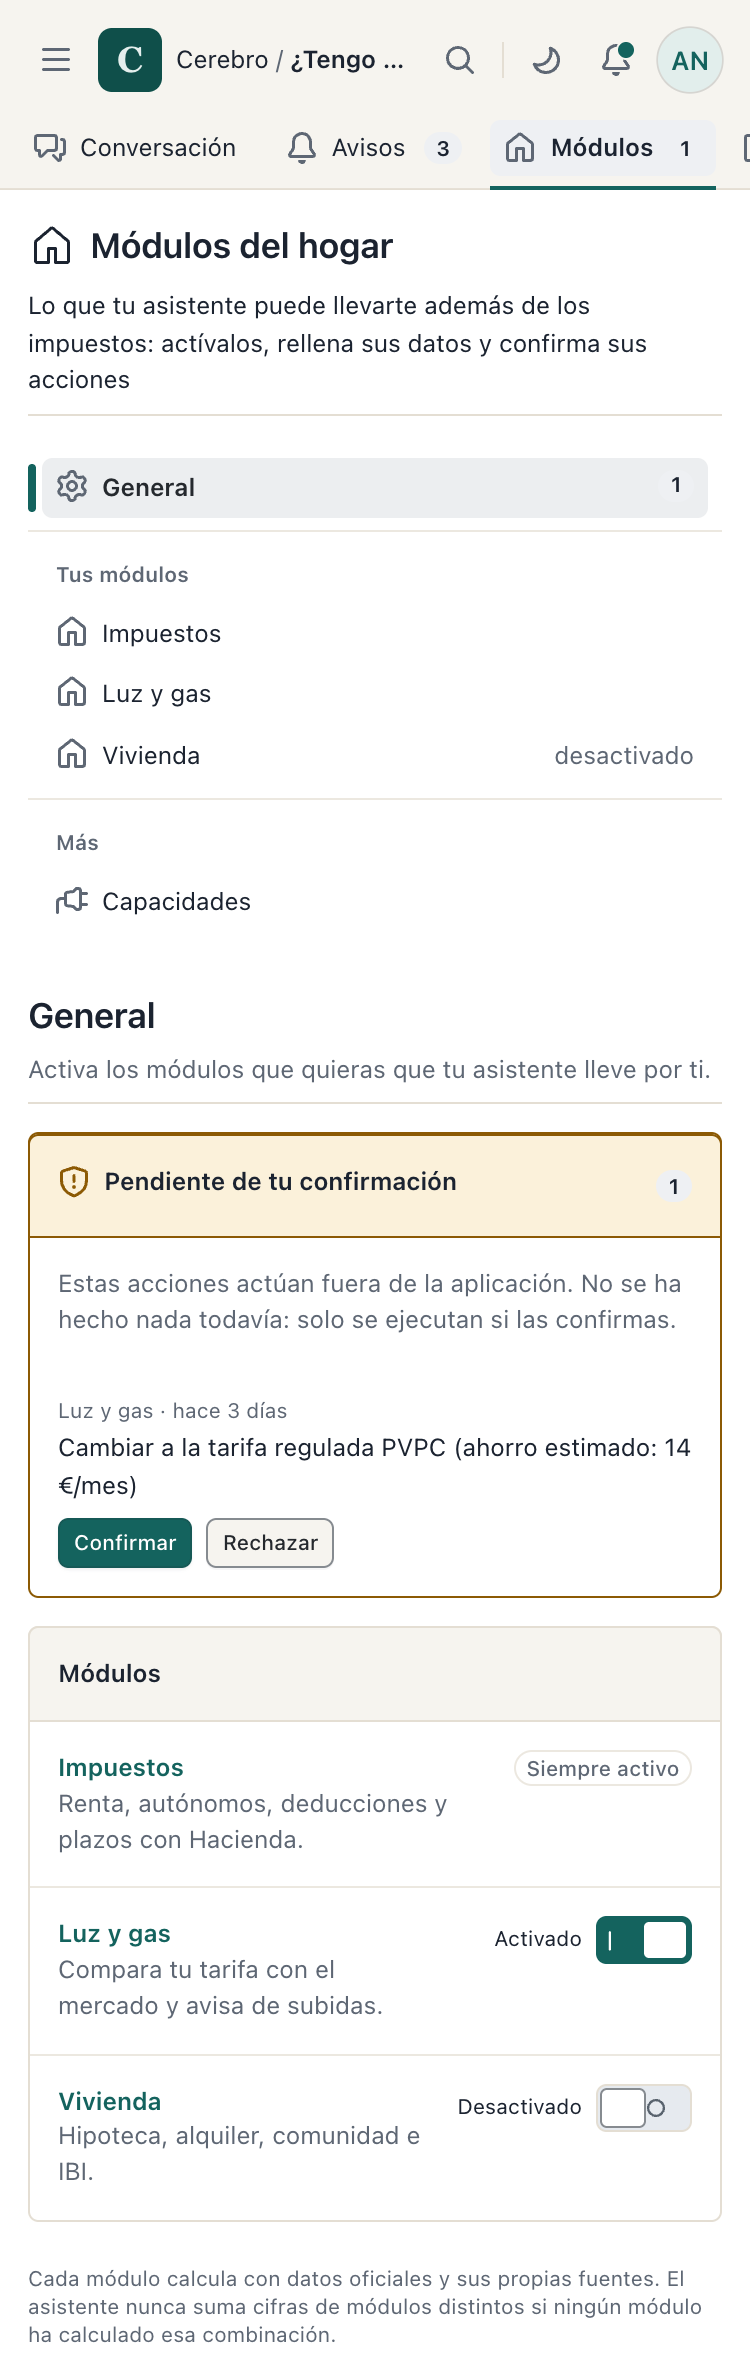 C Cerebro / ¿Tengo ... AN
Conversación Avisos 3 Módulos 1
Módulos del hogar
Lo que tu asistente puede llevarte además de los
impuestos: actívalos, rellena sus datos y confirma sus
acciones
General 1
Tus módulos
Impuestos
Luz y gas
Vivienda desactivado
Más
Capacidades
General
Activa los módulos que quieras que tu asistente lleve por ti.
Pendiente de tu confirmación 1
Estas acciones actúan fuera de la aplicación. No se ha
hecho nada todavía: solo se ejecutan si las confirmas.
Luz y gas · hace 3 días
Cambiar a la tarifa regulada PVPC (ahorro estimado: 14
€/mes)
Confirmar Rechazar
Módulos
Impuestos Siempre activo
Renta, autónomos, deducciones y
plazos con Hacienda.
Luz y gas Activado
Compara tu tarifa con el
mercado y avisa de subidas.
Vivienda Desactivado
Hipoteca, alquiler, comunidad e
IBI.
Cada módulo calcula con datos oficiales y sus propias fuentes. El
asistente nunca suma cifras de módulos distintos si ningún módulo
ha calculado esa combinación.